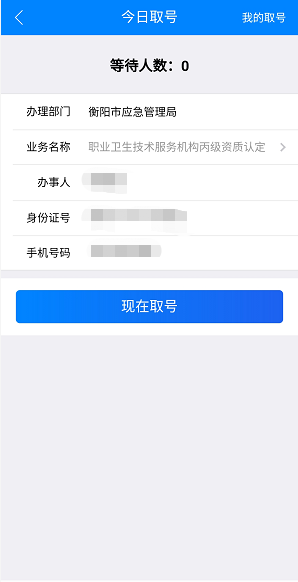 今日取号
我的取号
等待人数：0
办理部门 衡阳市应急管理局
业务名称 职业卫生技术服务机构丙级资质认定
办事人
身份证号
手机号码
现在取号